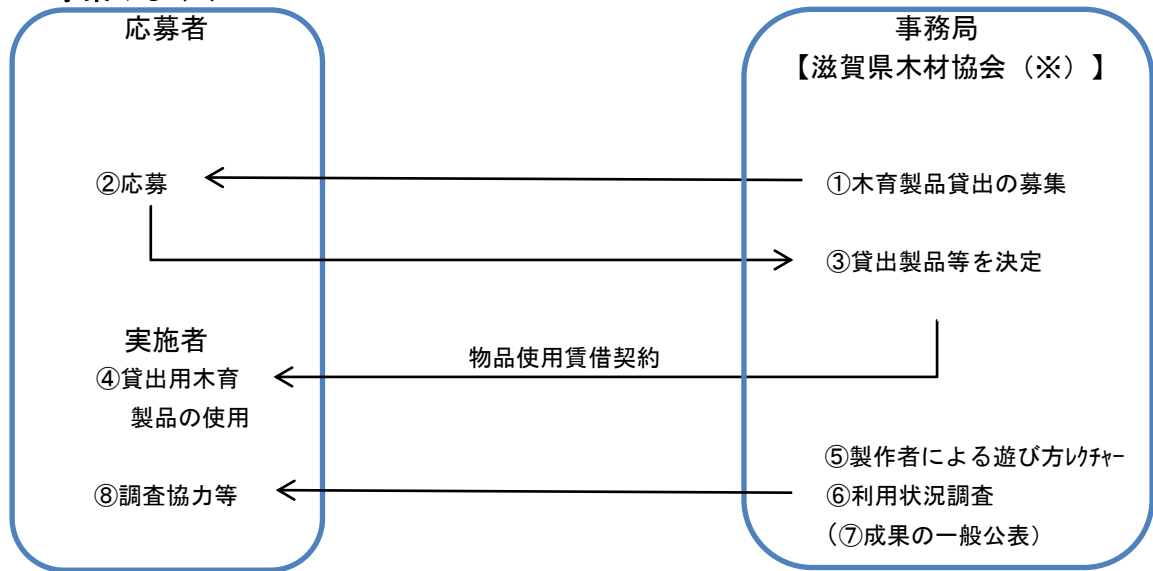 応募者
事務局
【滋賀県木材協会（※）】
②応募
①木育製品貸出の募集
③貸出製品等を決定
実施者
物品使用賃借契約
④貸出用木育
製品の使用
⑤製作者による遊び方ﾚｸﾁｬｰ
⑧調査協力等
⑥利用状況調査
（⑦成果の一般公表）